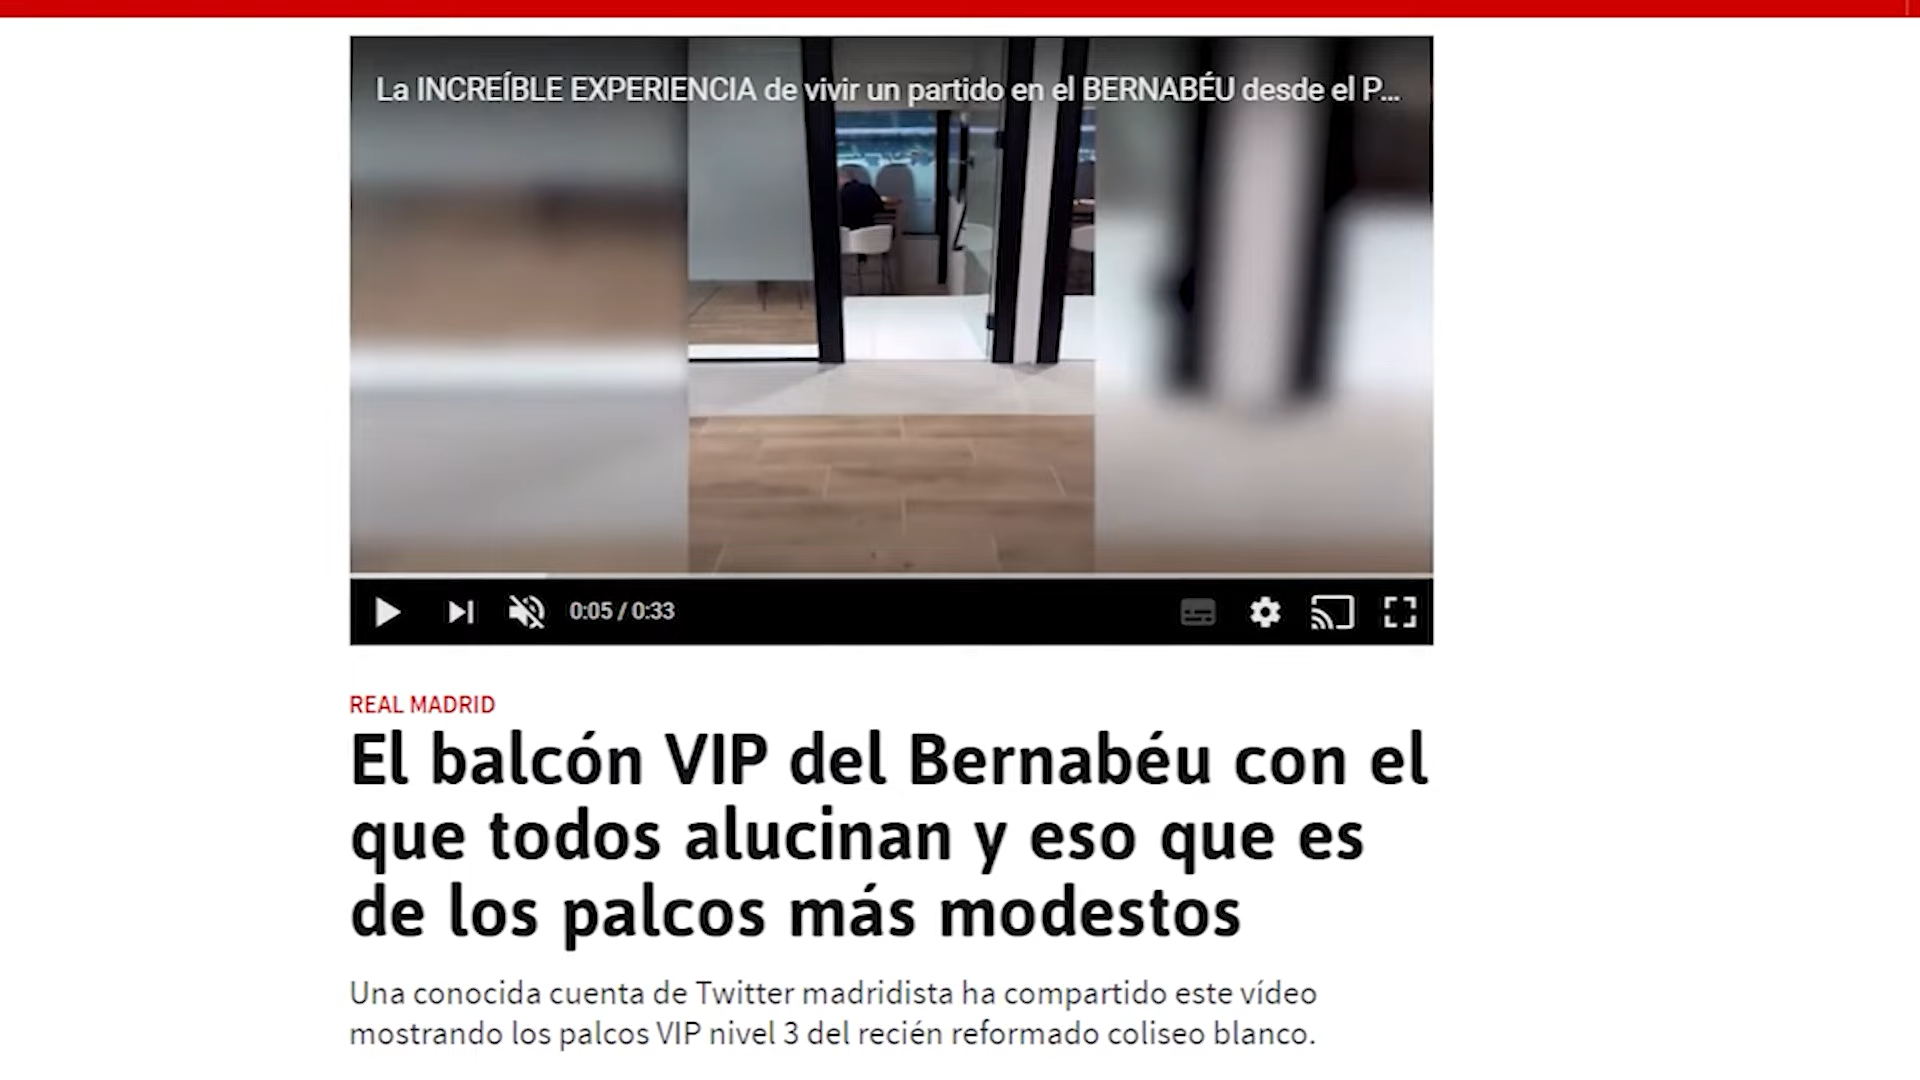 La INCREÍBLE EXPERIENCIA de vivir un partido en el BERNABÉU desde el P...
0:05 / 0:33
REAL MADRID
El balcón VIP del Bernabéu con el
que todos alucinan y eso que es
de los palcos más modestos
Una conocida cuenta de Twitter madridista ha compartido este vídeo
mostrando los palcos VIP nivel 3 del recién reformado coliseo blanco.